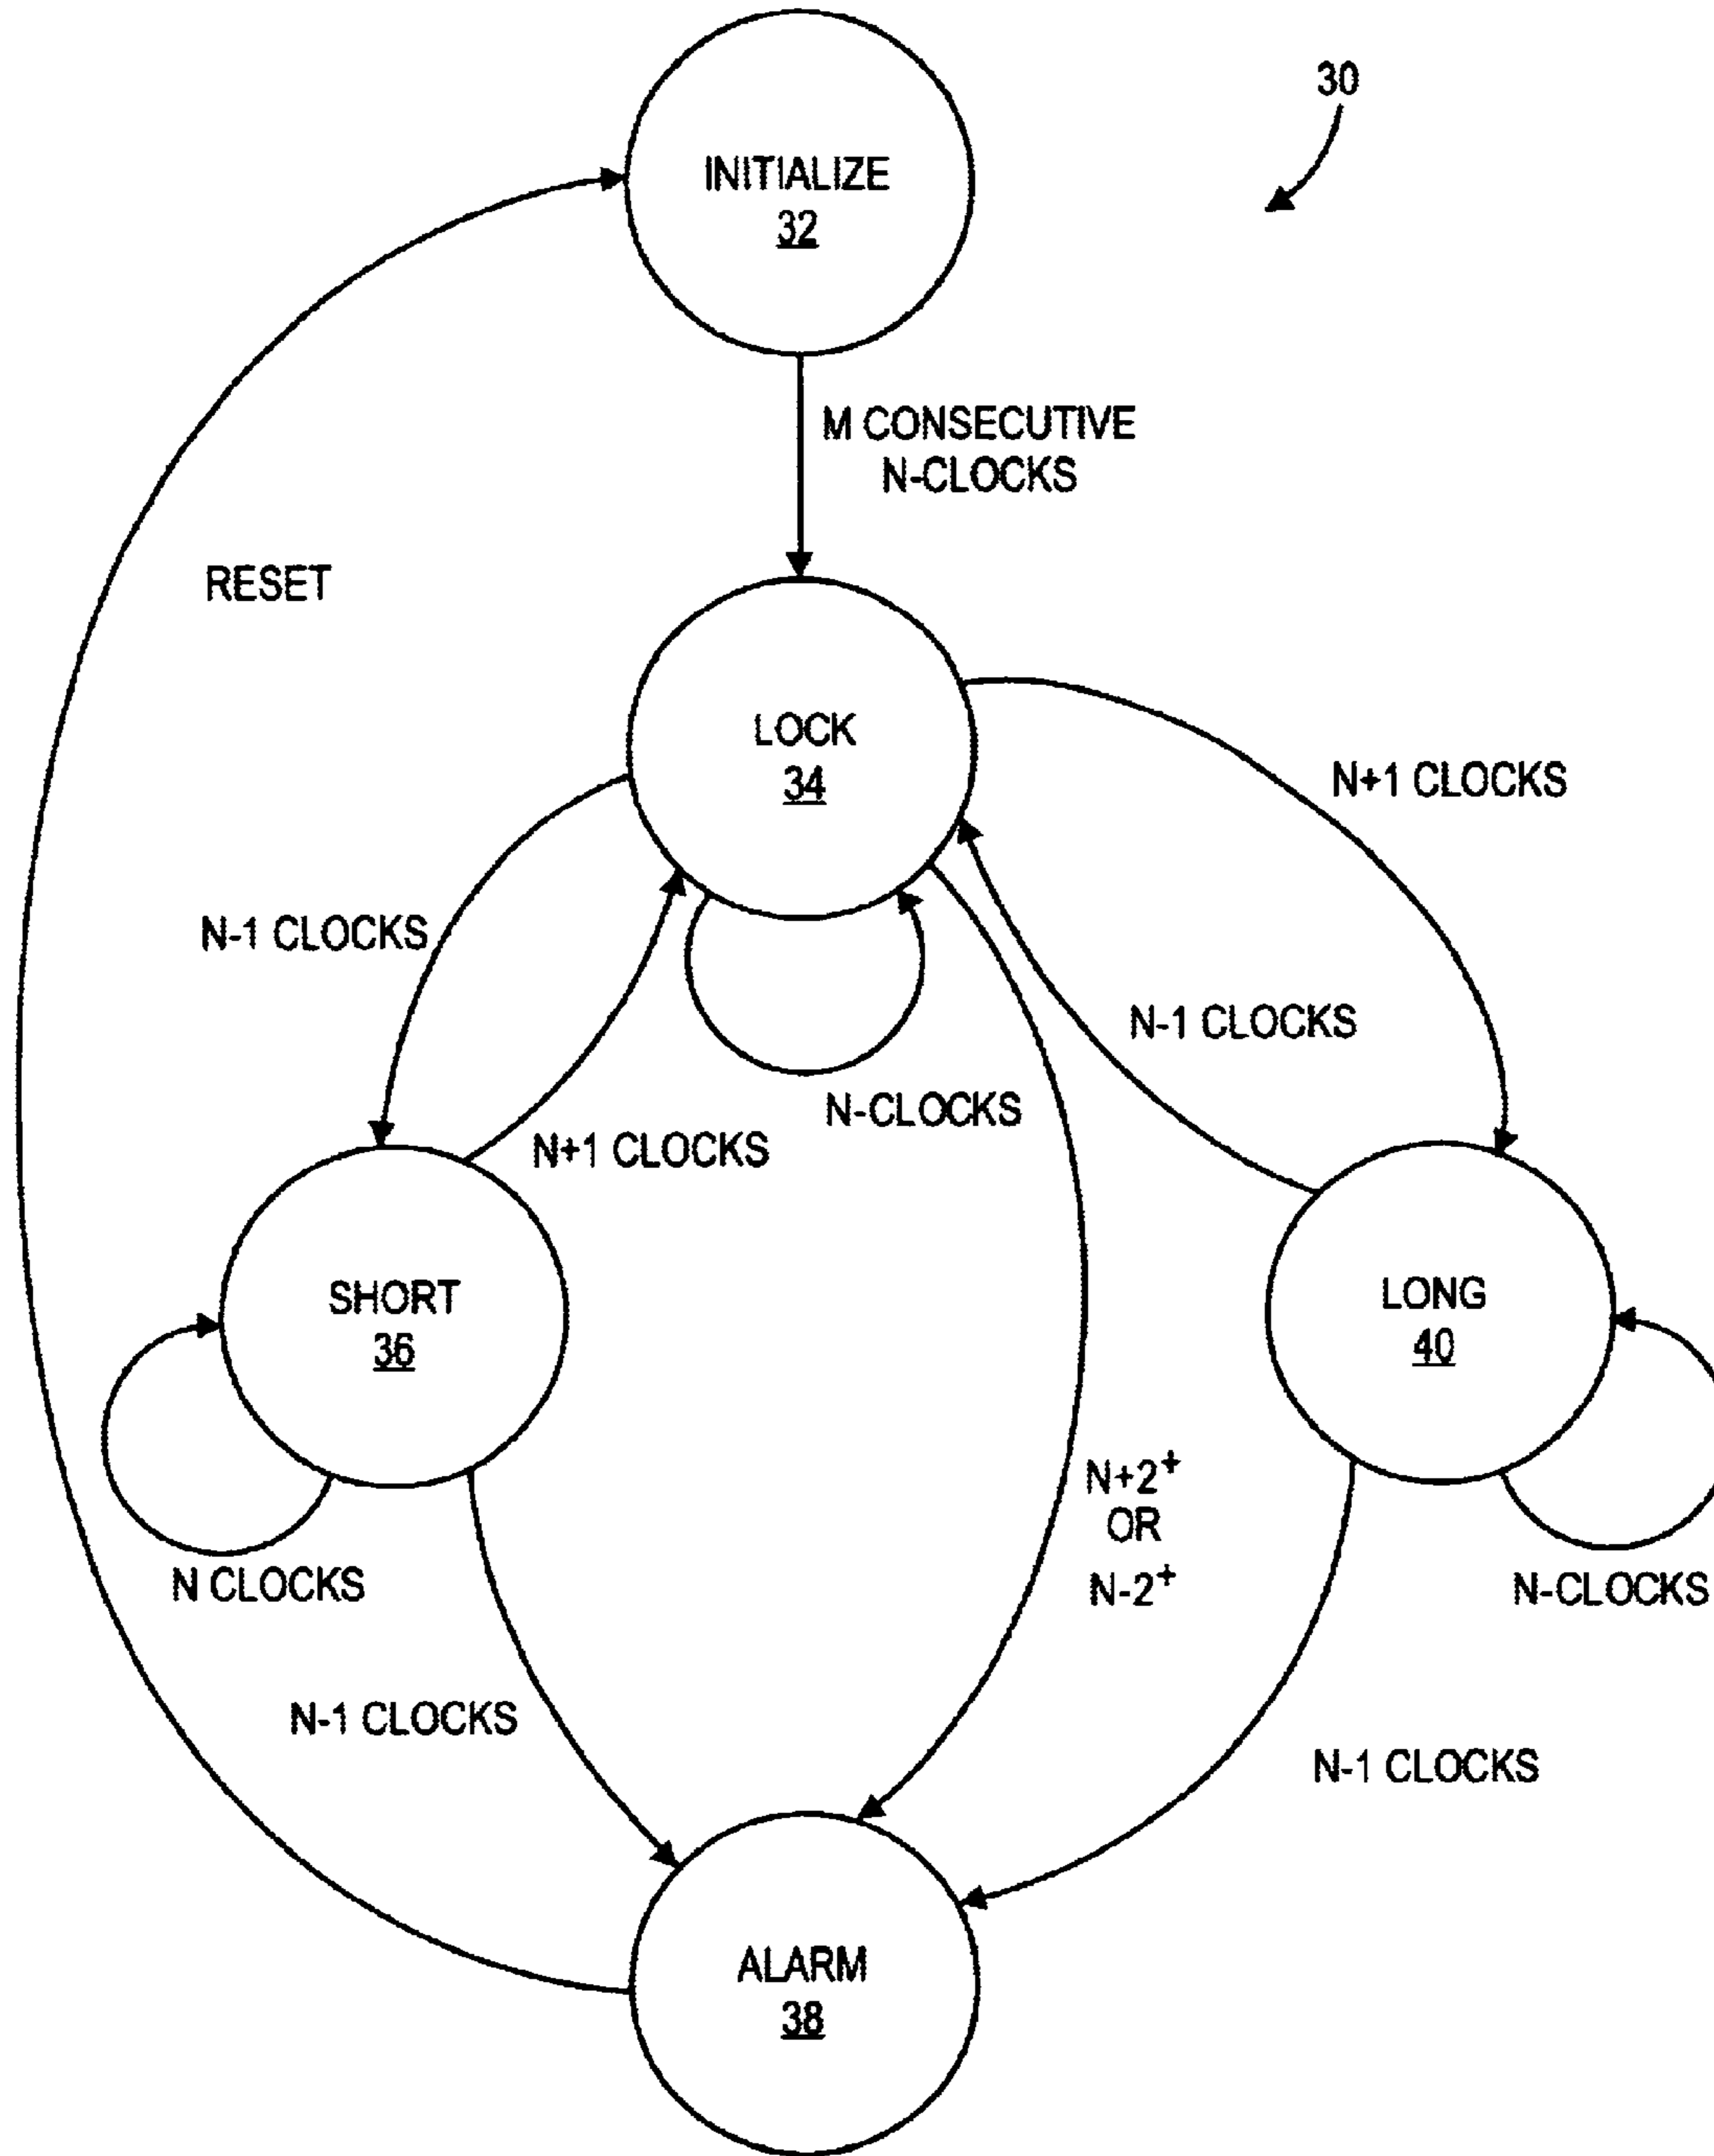 30
INITIALIZE
32
M CONSECUTIVE
N-CLOCKS
RESET
LOCK
34
N+1 CLOCKS
N-1 CLOCKS
N-1 CLOCKS
N-CLOCKS
N+1 CLOCKS
SHORT
36
LONG
40
N+2⁺
OR
N-2⁺
N CLOCKS
N-CLOCKS
N-1 CLOCKS
N-1 CLOCKS
ALARM
38